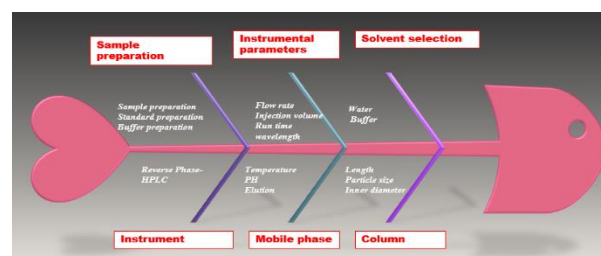 Sample
preparation
Instrumental
parameters
Solvent selection
Sample preparation
Standard preparation
Buffer preparation
Flow rate
Injection volume
Run time
wavelength
Water
Buffer
Reverse Phase-
HPLC
Temperature
PH
Elution
Length
Particle size
Inner diameter
Instrument
Mobile phase
Column